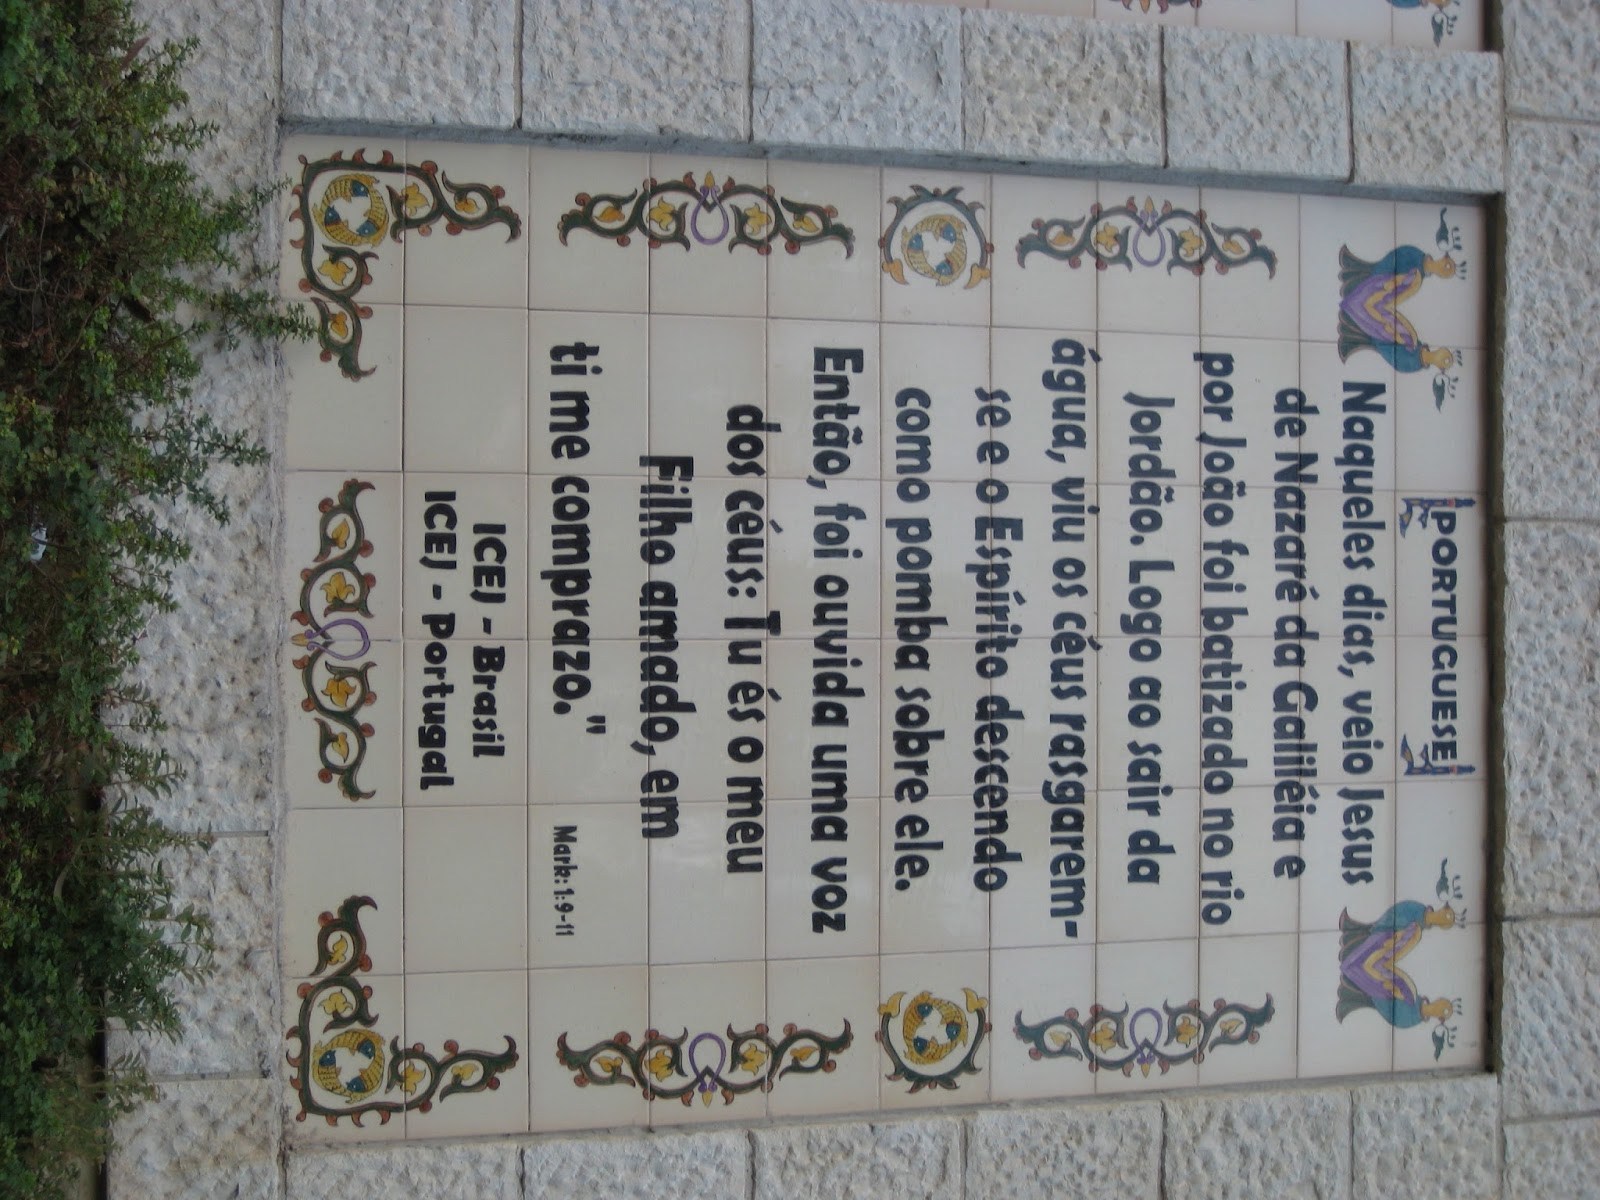 PORTUGUESE
Naqueles dias, veio Jesus
de Nazaré da Galiléia e
por João foi batizado no rio
Jordão. Logo ao sair da
água, viu os céus rasgarem-
se e o Espírito descendo
como pomba sobre ele.
Então, foi ouvida uma voz
dos céus: Tu és o meu
Filho amado, em
ti me comprazo."
Mark: 1:9-11
ICEJ - Brasil
ICEJ - Portugal